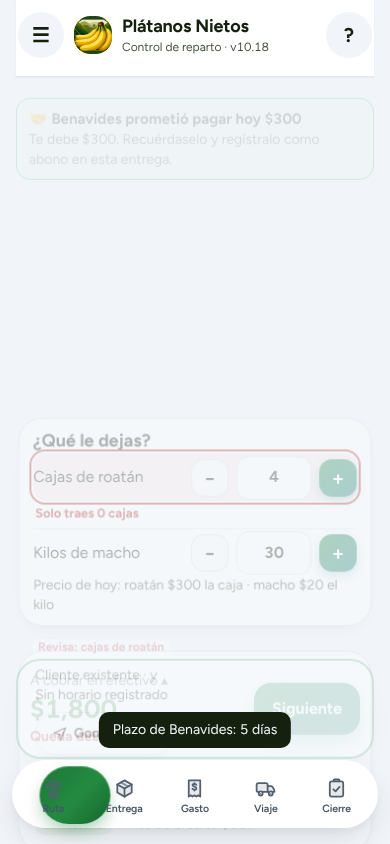 Plátanos Nietos
Control de reparto · v10.18
?
Benavides prometió pagar hoy $300
Te debe $300. Recuérdaselo y regístralo como
abono en esta entrega.
¿Qué le dejas?
Cajas de roatán
−
4
+
Solo traes 0 cajas
Kilos de macho
−
30
+
Precio de hoy: roatán $300 la caja · macho $20 el
kilo
Revisa: cajas de roatán
Cliente existente · y
A cobrar en efectivo ▴
Sin horario registrado
$1,800
Siguiente
Plazo de Benavides: 5 días
Ruta
Entrega
Gasto
Viaje
Cierre